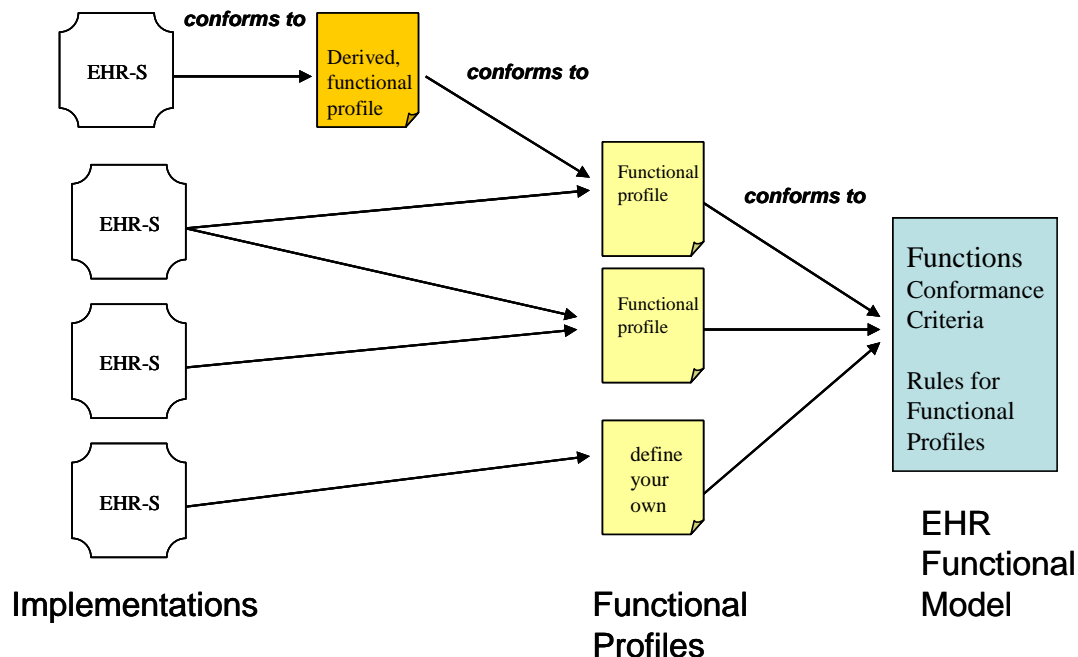 conforms to
EHR-S
Derived,
functional
profile
conforms to
EHR-S
Functional
profile
conforms to
Functions
Conformance
Criteria
Rules for
Functional
Profiles
EHR-S
Functional
profile
EHR-S
define
your
own
EHR
Functional
Model
Implementations
Functional
Profiles